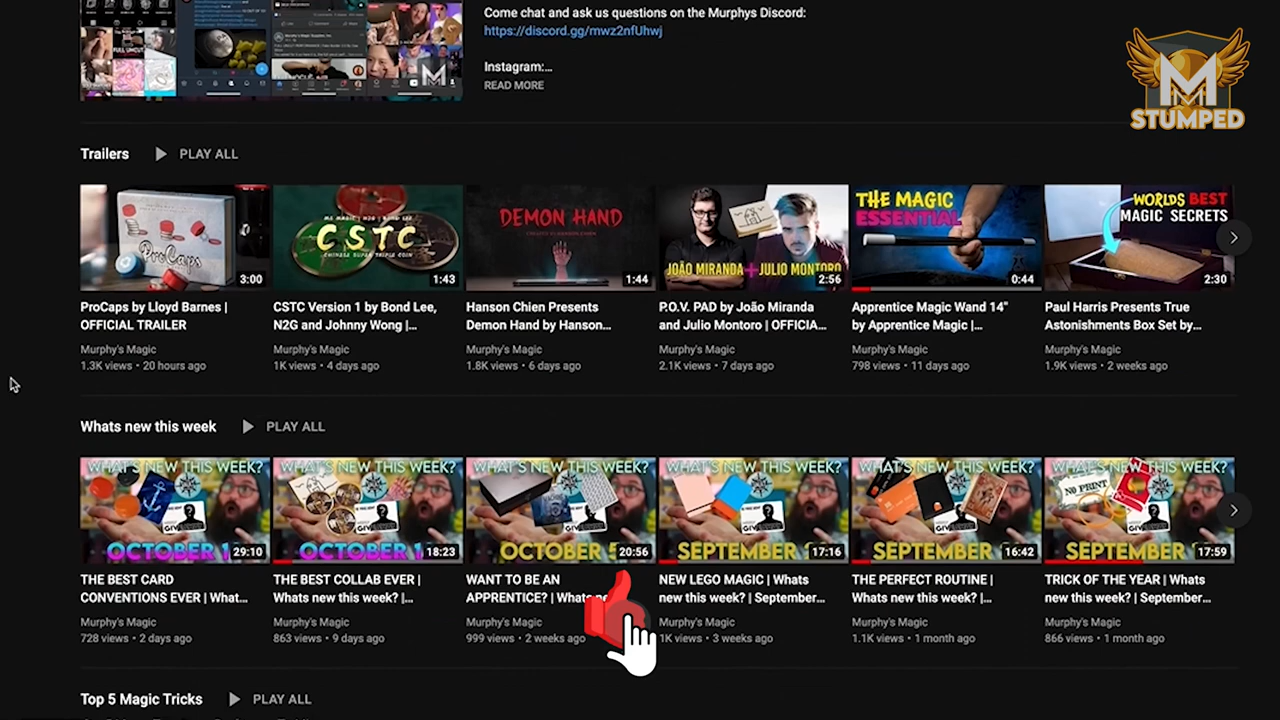 Come chat and ask us questions on the Murphys Discord:
https://discord.gg/mwz2nfUhwj
Instagram:...
READ MORE
M
STUMPED
Trailers
PLAY ALL
ProCaps
3:00
MS MAGIC | N2G | BOND LEE
CSTC
CHINESE SUPER TRIPLE COIN
1:43
DEMON HAND
1:44
JOÃO MIRANDA + JULIO MONTORO
2:56
THE MAGIC
ESSENTIAL
0:44
WORLDS BEST
MAGIC SECRETS
2:30
ProCaps by Lloyd Barnes |
OFFICIAL TRAILER
Murphy's Magic
1.3K views • 20 hours ago
CSTC Version 1 by Bond Lee,
N2G and Johnny Wong |...
Murphy's Magic
1K views • 4 days ago
Hanson Chien Presents
Demon Hand by Hanson...
Murphy's Magic
1.8K views • 6 days ago
P.O.V. PAD by João Miranda
and Julio Montoro | OFFICIA...
Murphy's Magic
2.1K views • 7 days ago
Apprentice Magic Wand 14"
by Apprentice Magic |...
Murphy's Magic
798 views • 11 days ago
Paul Harris Presents True
Astonishments Box Set by...
Murphy's Magic
1.9K views • 2 weeks ago
Whats new this week
PLAY ALL
WHAT'S NEW THIS WEEK?
OCTOBER
29:10
WHAT'S NEW THIS WEEK?
OCTOBER
18:23
WHAT'S NEW THIS WEEK?
OCTOBER
20:56
WHAT'S NEW THIS WEEK?
SEPTEMBER
17:16
WHAT'S NEW THIS WEEK?
SEPTEMBER
16:42
WHAT'S NEW THIS WEEK?
NO PRINT
SEPTEMBER
17:59
THE BEST CARD
CONVENTIONS EVER | What...
Murphy's Magic
728 views • 2 days ago
THE BEST COLLAB EVER |
Whats new this week? |...
Murphy's Magic
863 views • 9 days ago
WANT TO BE AN
APPRENTICE? | Whats ne
Murphy's Magic
999 views • 2 weeks ago
NEW LEGO MAGIC | Whats
new this week? | September...
Murphy's Magic
1K views • 3 weeks ago
THE PERFECT ROUTINE |
Whats new this week? |...
Murphy's Magic
1.1K views • 1 month ago
TRICK OF THE YEAR | Whats
new this week? | September...
Murphy's Magic
866 views • 1 month ago
Top 5 Magic Tricks
PLAY ALL